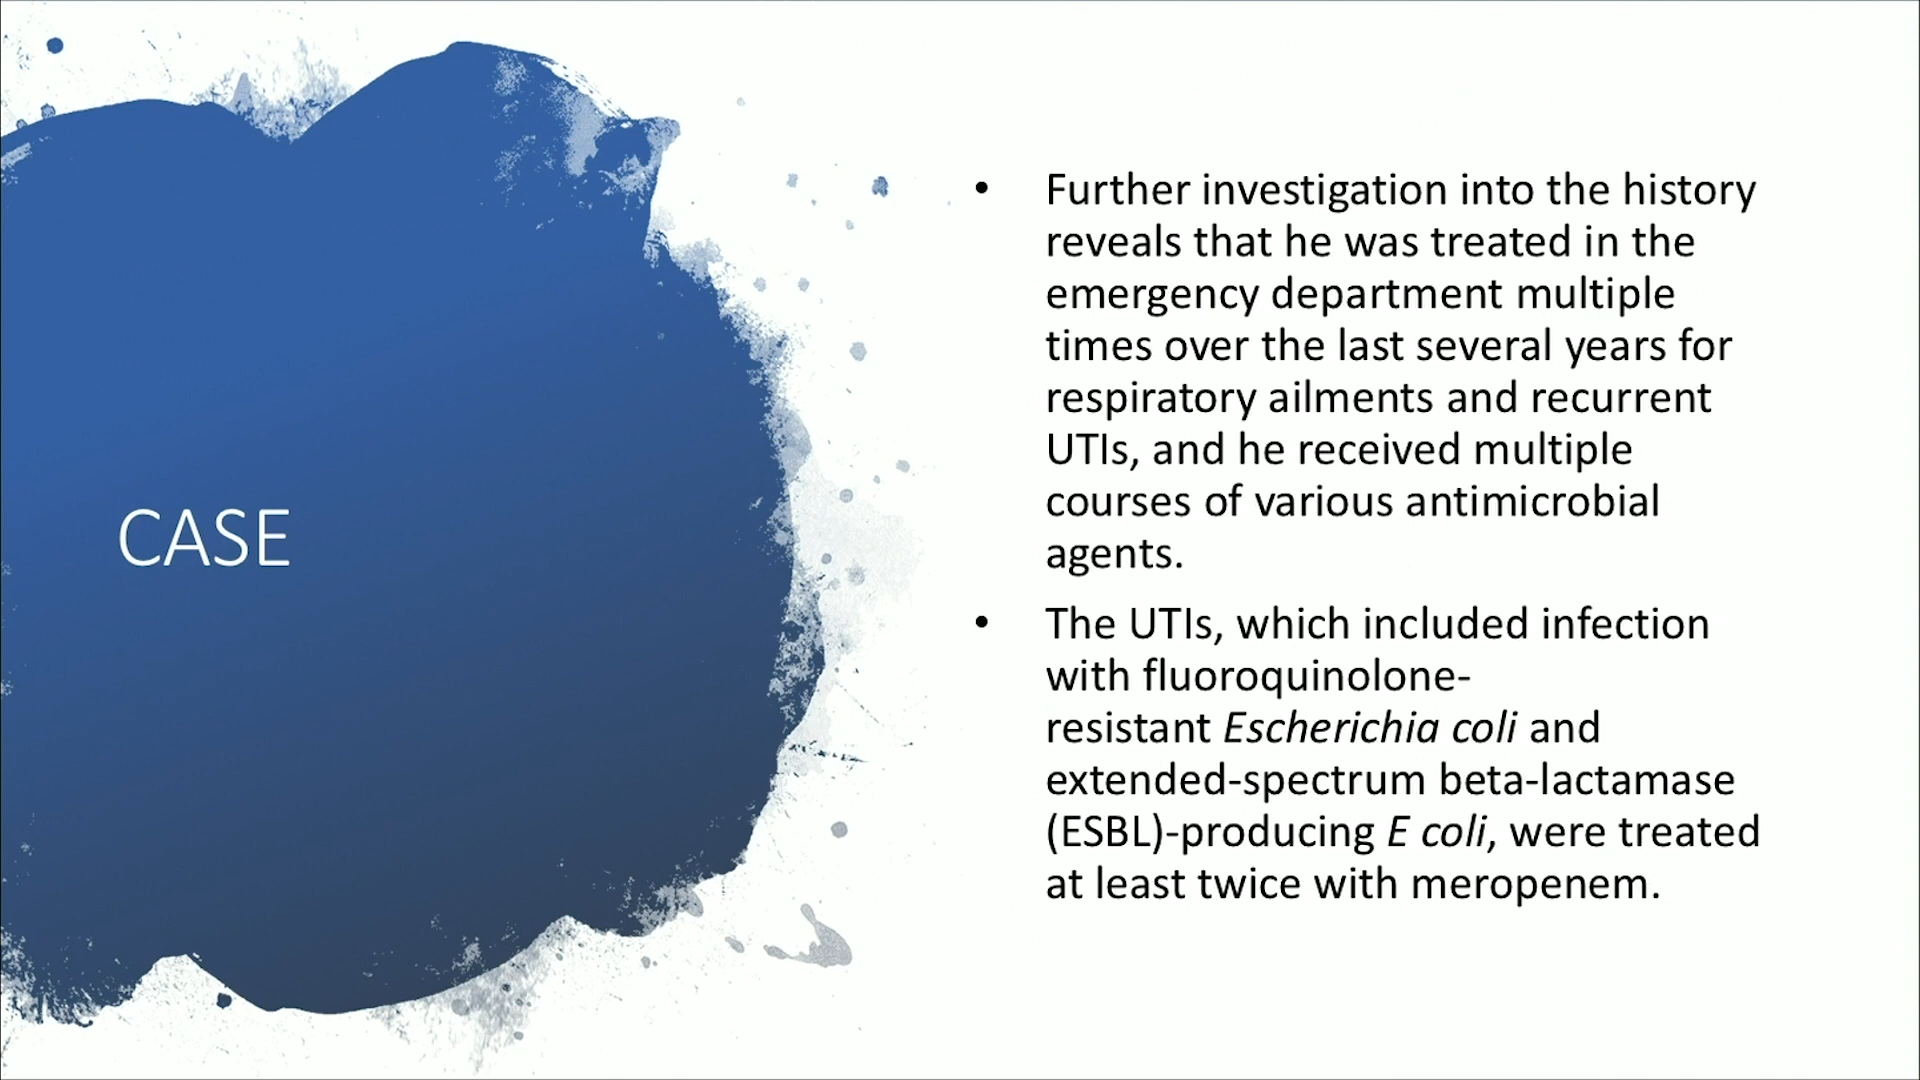 CASE
• Further investigation into the history
reveals that he was treated in the
emergency department multiple
times over the last several years for
respiratory ailments and recurrent
UTIs, and he received multiple
courses of various antimicrobial
agents.
• The UTIs, which included infection
with fluoroquinolone-
resistant Escherichia coli and
extended-spectrum beta-lactamase
(ESBL)-producing E coli, were treated
at least twice with meropenem.